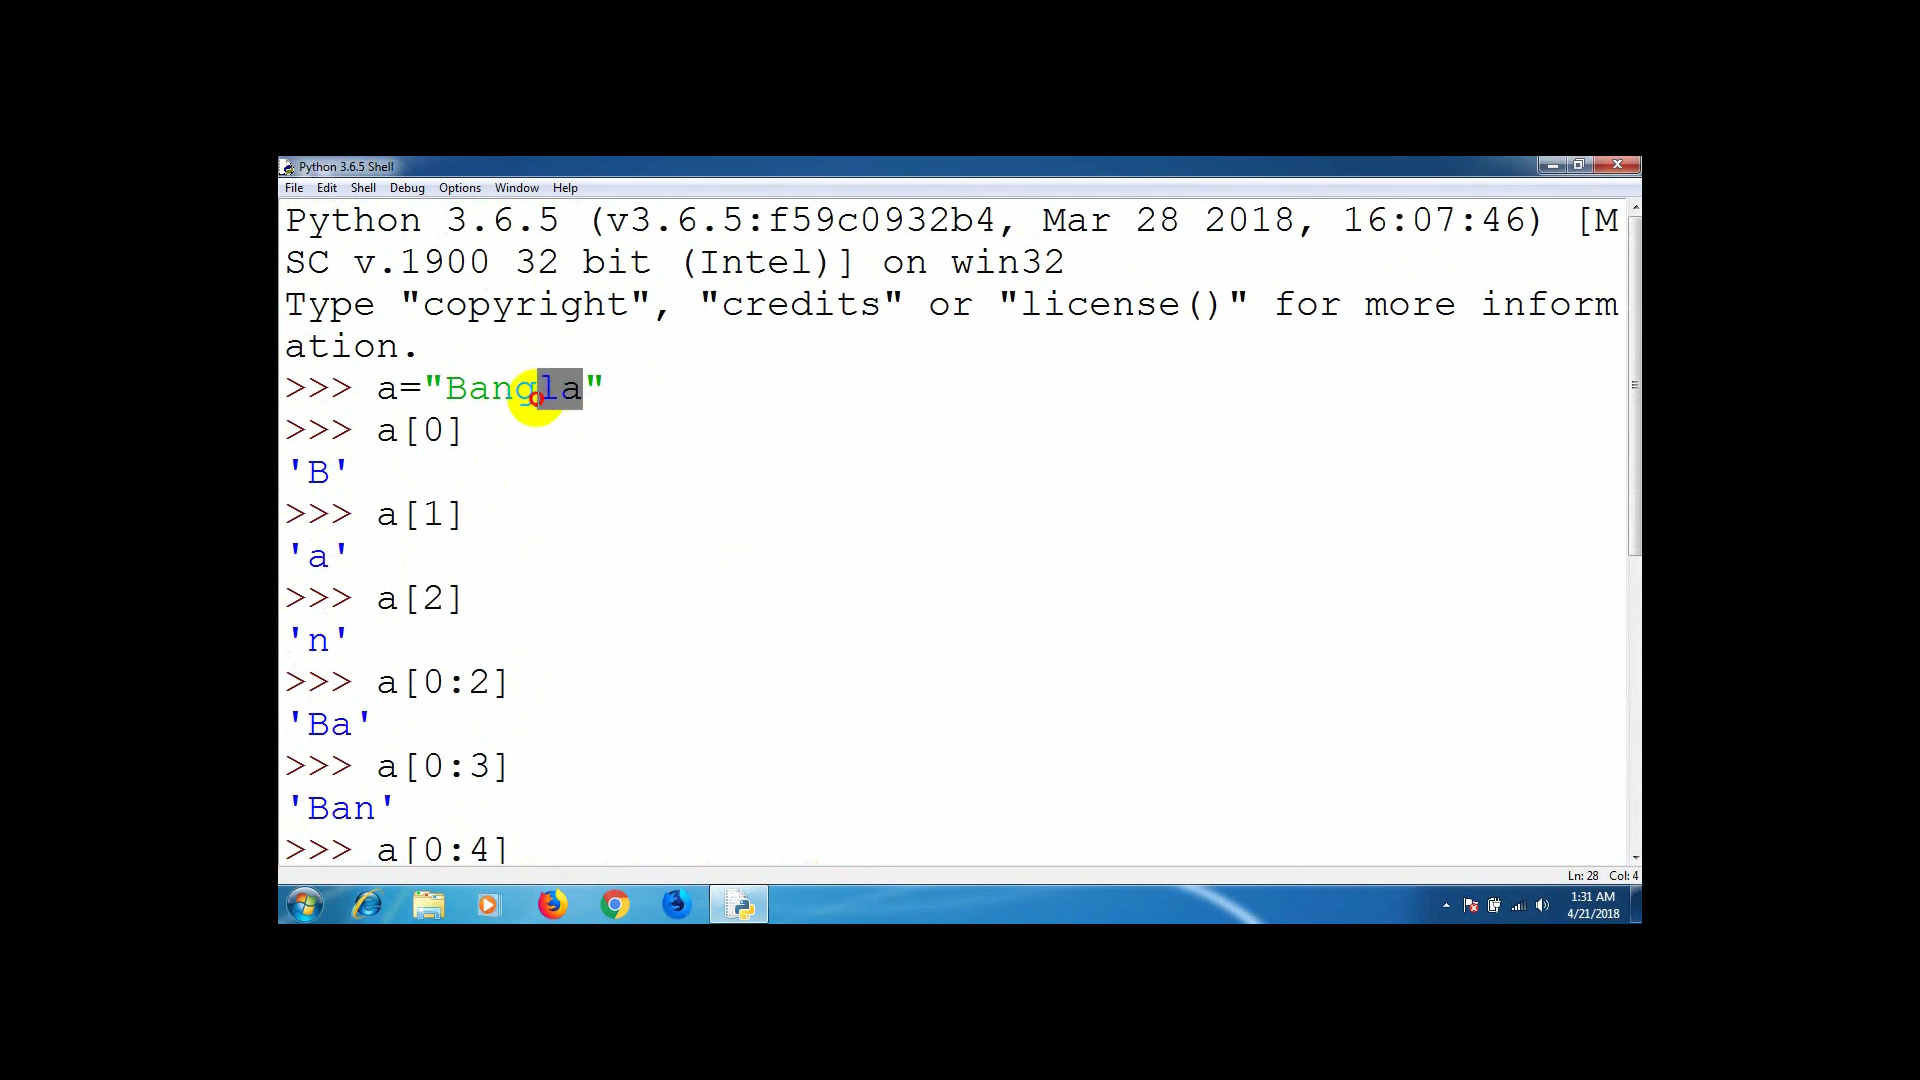 Python 3.6.5 Shell
File Edit Shell Debug Options Window Help
Python 3.6.5 (v3.6.5:f59c0932b4, Mar 28 2018, 16:07:46) [M
SC v.1900 32 bit (Intel)] on win32
Type "copyright", "credits" or "license()" for more inform
ation.
>>> a="Bangla"
>>> a[0]
'B'
>>> a[1]
'a'
>>> a[2]
'n'
>>> a[0:2]
'Ba'
>>> a[0:3]
'Ban'
>>> a[0:4]
Ln: 28 Col: 4
1:31 AM
4/21/2018